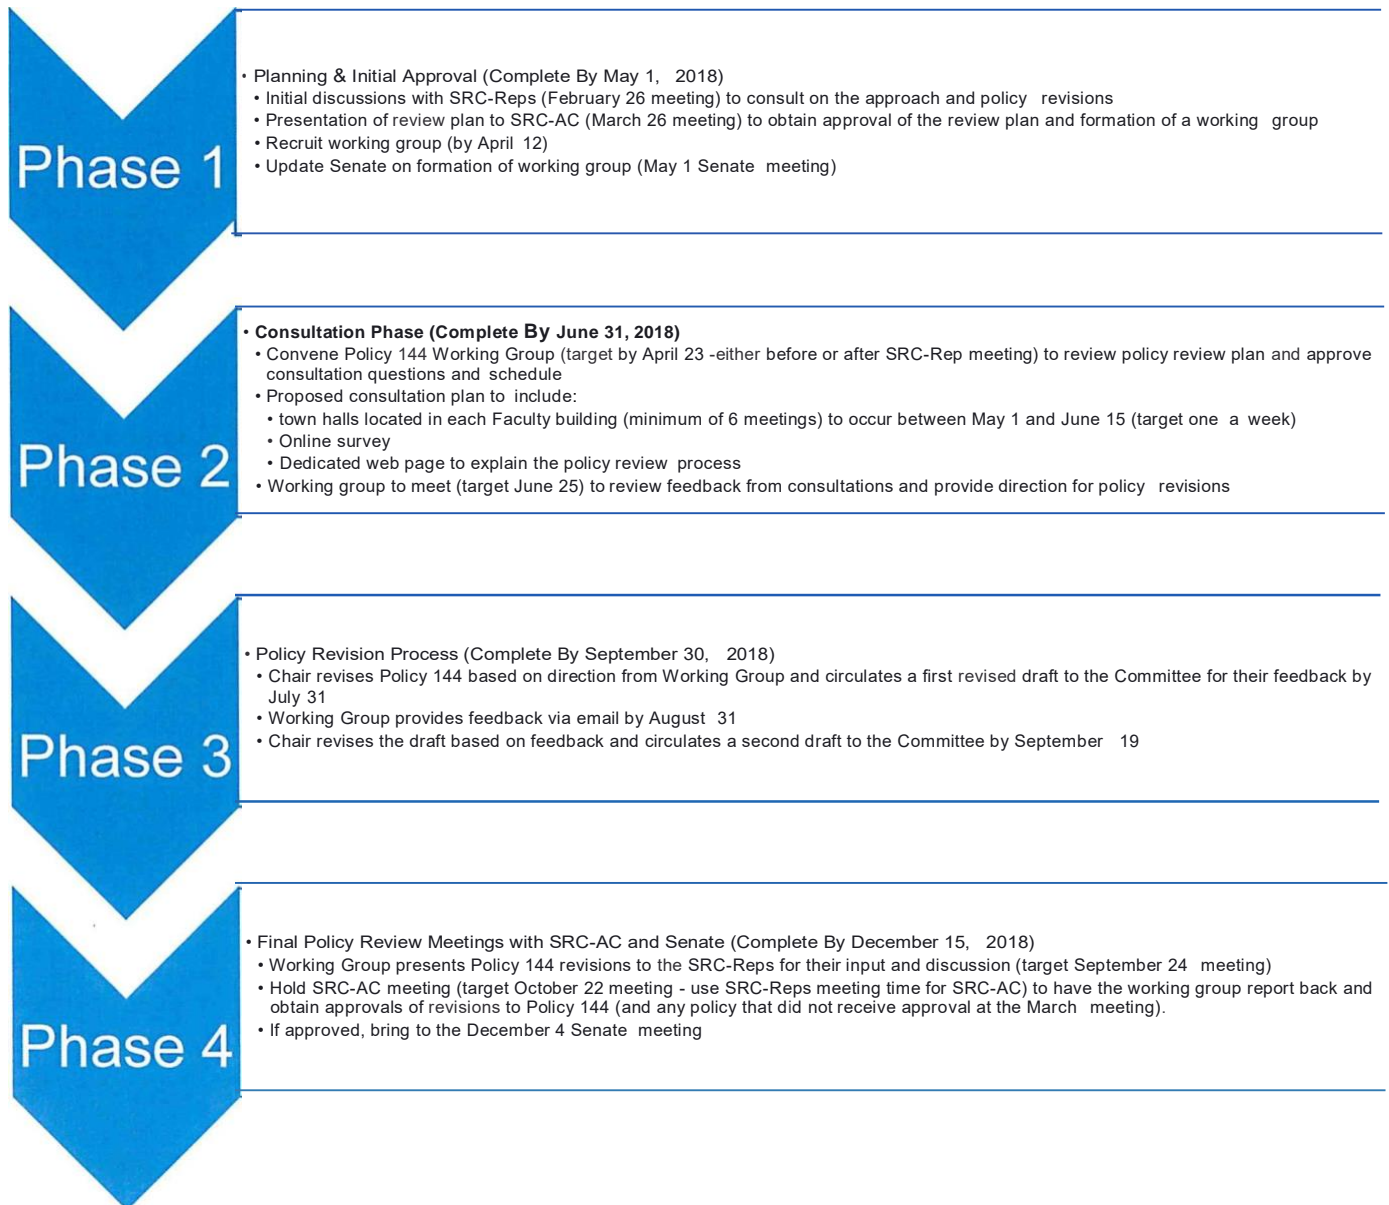 Phase 1
• Planning & Initial Approval (Complete By May 1, 2018)
• Initial discussions with SRC-Reps (February 26 meeting) to consult on the approach and policy revisions
• Presentation of review plan to SRC-AC (March 26 meeting) to obtain approval of the review plan and formation of a working group
• Recruit working group (by April 12)
• Update Senate on formation of working group (May 1 Senate meeting)
Phase 2
• Consultation Phase (Complete By June 31, 2018)
• Convene Policy 144 Working Group (target by April 23 -either before or after SRC-Rep meeting) to review policy review plan and approve
consultation questions and schedule
• Proposed consultation plan to include:
• town halls located in each Faculty building (minimum of 6 meetings) to occur between May 1 and June 15 (target one a week)
• Online survey
• Dedicated web page to explain the policy review process
• Working group to meet (target June 25) to review feedback from consultations and provide direction for policy revisions
Phase 3
• Policy Revision Process (Complete By September 30, 2018)
• Chair revises Policy 144 based on direction from Working Group and circulates a first revised draft to the Committee for their feedback by
July 31
• Working Group provides feedback via email by August 31
• Chair revises the draft based on feedback and circulates a second draft to the Committee by September 19
Phase 4
• Final Policy Review Meetings with SRC-AC and Senate (Complete By December 15, 2018)
• Working Group presents Policy 144 revisions to the SRC-Reps for their input and discussion (target September 24 meeting)
• Hold SRC-AC meeting (target October 22 meeting - use SRC-Reps meeting time for SRC-AC) to have the working group report back and
obtain approvals of revisions to Policy 144 (and any policy that did not receive approval at the March meeting).
• If approved, bring to the December 4 Senate meeting